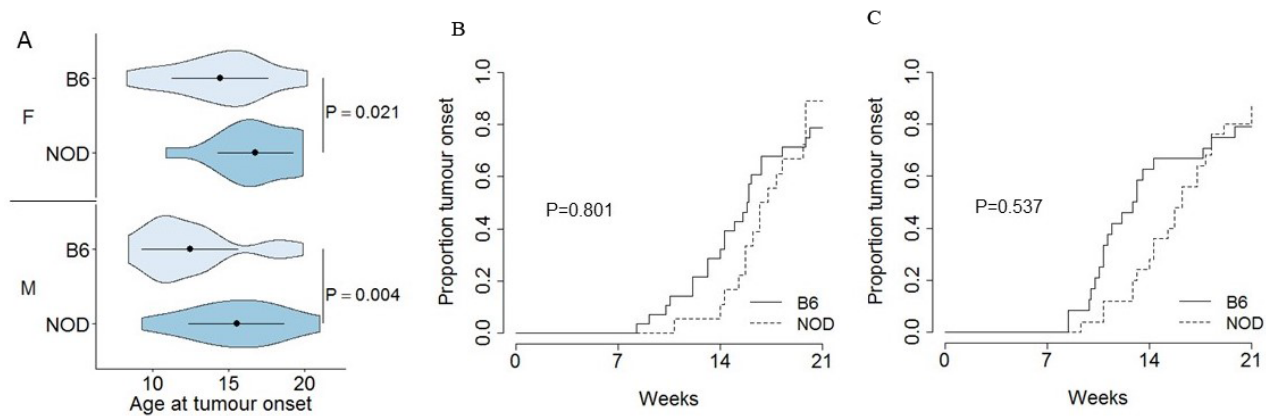 A
B6
F
P = 0.021
NOD
B6
M
P = 0.004
NOD
10 15 20
Age at tumour onset
B
Proportion tumour onset
0.0 0.2 0.4 0.6 0.8 1.0
P=0.801
B6
NOD
0 7 14 21
Weeks
C
Proportion tumour onset
0.0 0.2 0.4 0.6 0.8 1.0
P=0.537
B6
NOD
0 7 14 21
Weeks